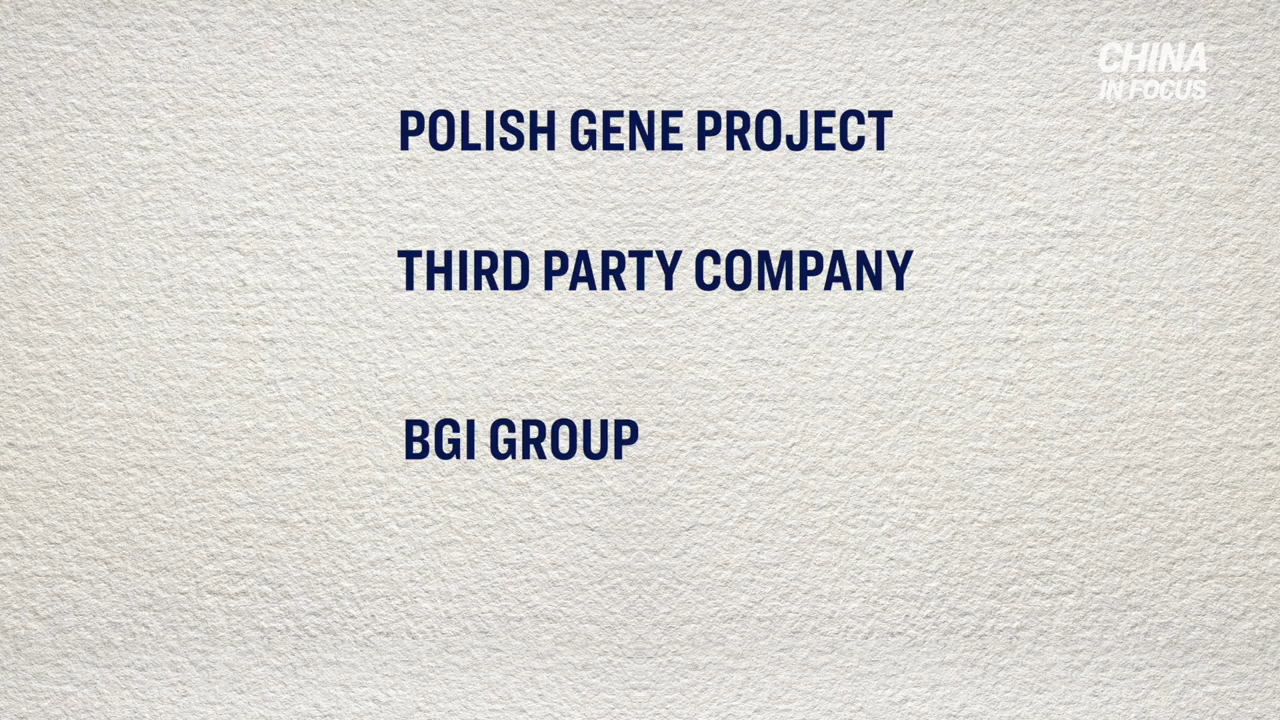 CHINA
IN FOCUS
POLISH GENE PROJECT
THIRD PARTY COMPANY
BGI GROUP